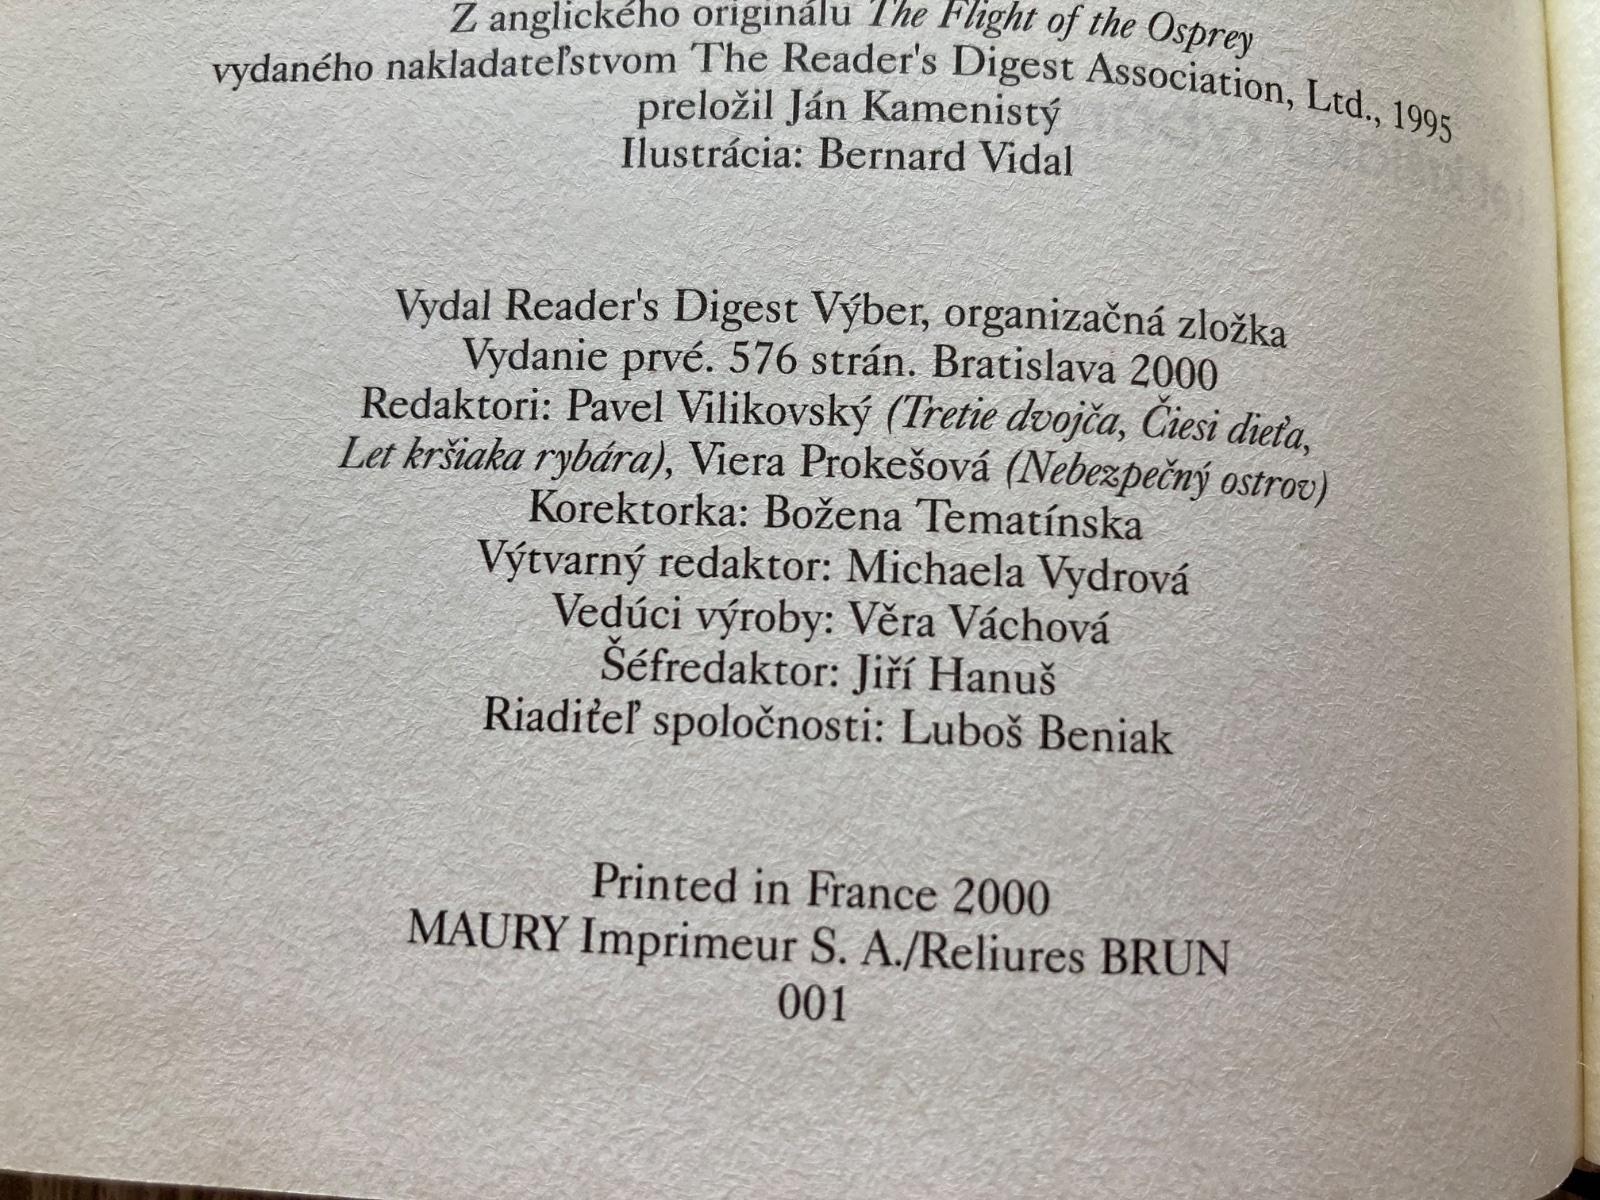 Z anglického originálu The Flight of the Osprey
vydaného nakladateľstvom The Reader's Digest Association, Ltd., 1995
preložil Ján Kamenistý
Ilustrácia: Bernard Vidal
Vydal Reader's Digest Výber, organizačná zložka
Vydanie prvé. 576 strán. Bratislava 2000
Redaktori: Pavel Vilikovský (Tretie dvojča, Čiesi dieťa,
Let kršiaka rybára), Viera Prokešová (Nebezpečný ostrov)
Korektorka: Božena Tematínska
Výtvarný redaktor: Michaela Vydrová
Vedúci výroby: Věra Váchová
Šéfredaktor: Jiří Hanuš
Riadiťeľ spoločnosti: Luboš Beniak
Printed in France 2000
MAURY Imprimeur S. A./Reliures BRUN
001